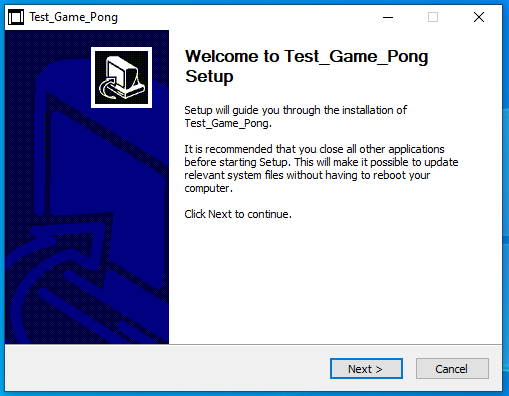 Test_Game_Pong
Welcome to Test_Game_Pong
Setup
Setup will guide you through the installation of
Test_Game_Pong.
It is recommended that you close all other applications
before starting Setup. This will make it possible to update
relevant system files without having to reboot your
computer.
Click Next to continue.
Next >
Cancel